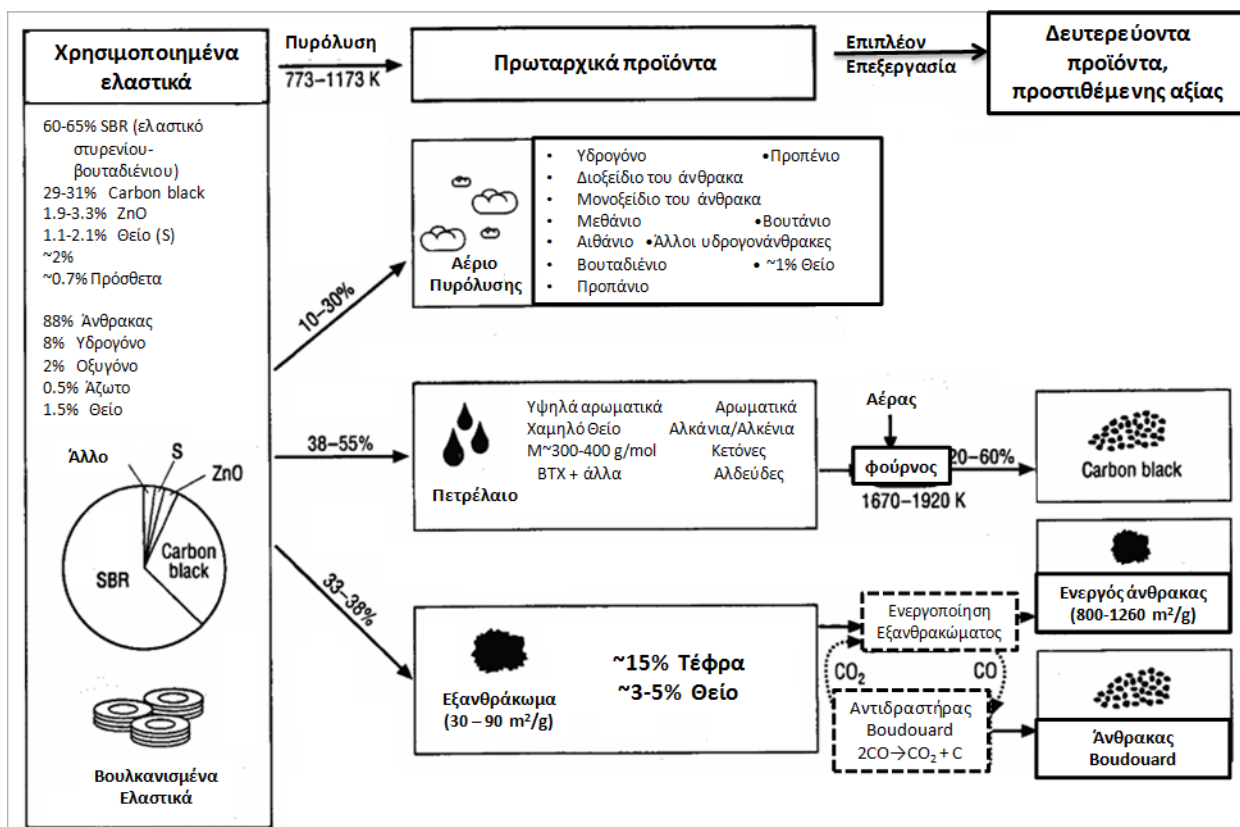 Χρησιμοποιημένα
ελαστικά
Πυρόλυση
773–1173 K
Πρωταρχικά προϊόντα
Επιπλέον
Επεξεργασία
Δευτερεύοντα
προϊόντα,
προστιθέμενης αξίας
60-65% SBR (ελαστικό
στυρενίου-
βουταδιένιου)
29-31% Carbon black
1.9-3.3% ZnO
1.1-2.1% Θείο (S)
~2%
~0.7% Πρόσθετα
88% Άνθρακας
8% Υδρογόνο
2% Οξυγόνο
0.5% Άζωτο
1.5% Θείο
Άλλο
S
ZnO
Carbon
black
SBR
Βουλκανισμένα
Ελαστικά
10–30%
Αέριο
Πυρόλυσης
• Υδρογόνο •Προπένιο
• Διοξείδιο του άνθρακα
• Μονοξείδιο του άνθρακα
• Μεθάνιο •Βουτάνιο
• Αιθάνιο •Άλλοι υδρογονάνθρακες
• Βουταδιένιο • ~1% Θείο
• Προπάνιο
38–55%
Πετρέλαιο
Υψηλά αρωματικά Αρωματικά
Χαμηλό Θείο Αλκάνια/Αλκένια
M~300-400 g/mol Κετόνες
BTX + άλλα Αλδεύδες
Αέρας
φούρνος
1670–1920 K
20–60%
Carbon black
33–38%
Εξανθράκωμα
(30 – 90 m²/g)
~15% Τέφρα
~3-5% Θείο
Ενεργοποίηση
Εξανθρακώματος
CO₂
CO
Αντιδραστήρας
Boudouard
2CO→CO₂ + C
Ενεργός άνθρακας
(800-1260 m²/g)
Άνθρακας
Boudouard